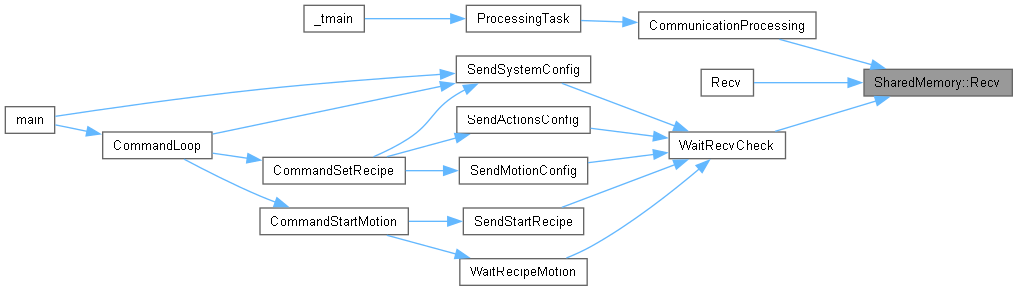 _tmain
ProcessingTask
CommunicationProcessing
SendSystemConfig
Recv
SharedMemory::Recv
main
SendActionsConfig
CommandLoop
WaitRecvCheck
CommandSetRecipe
SendMotionConfig
CommandStartMotion
SendStartRecipe
WaitRecipeMotion